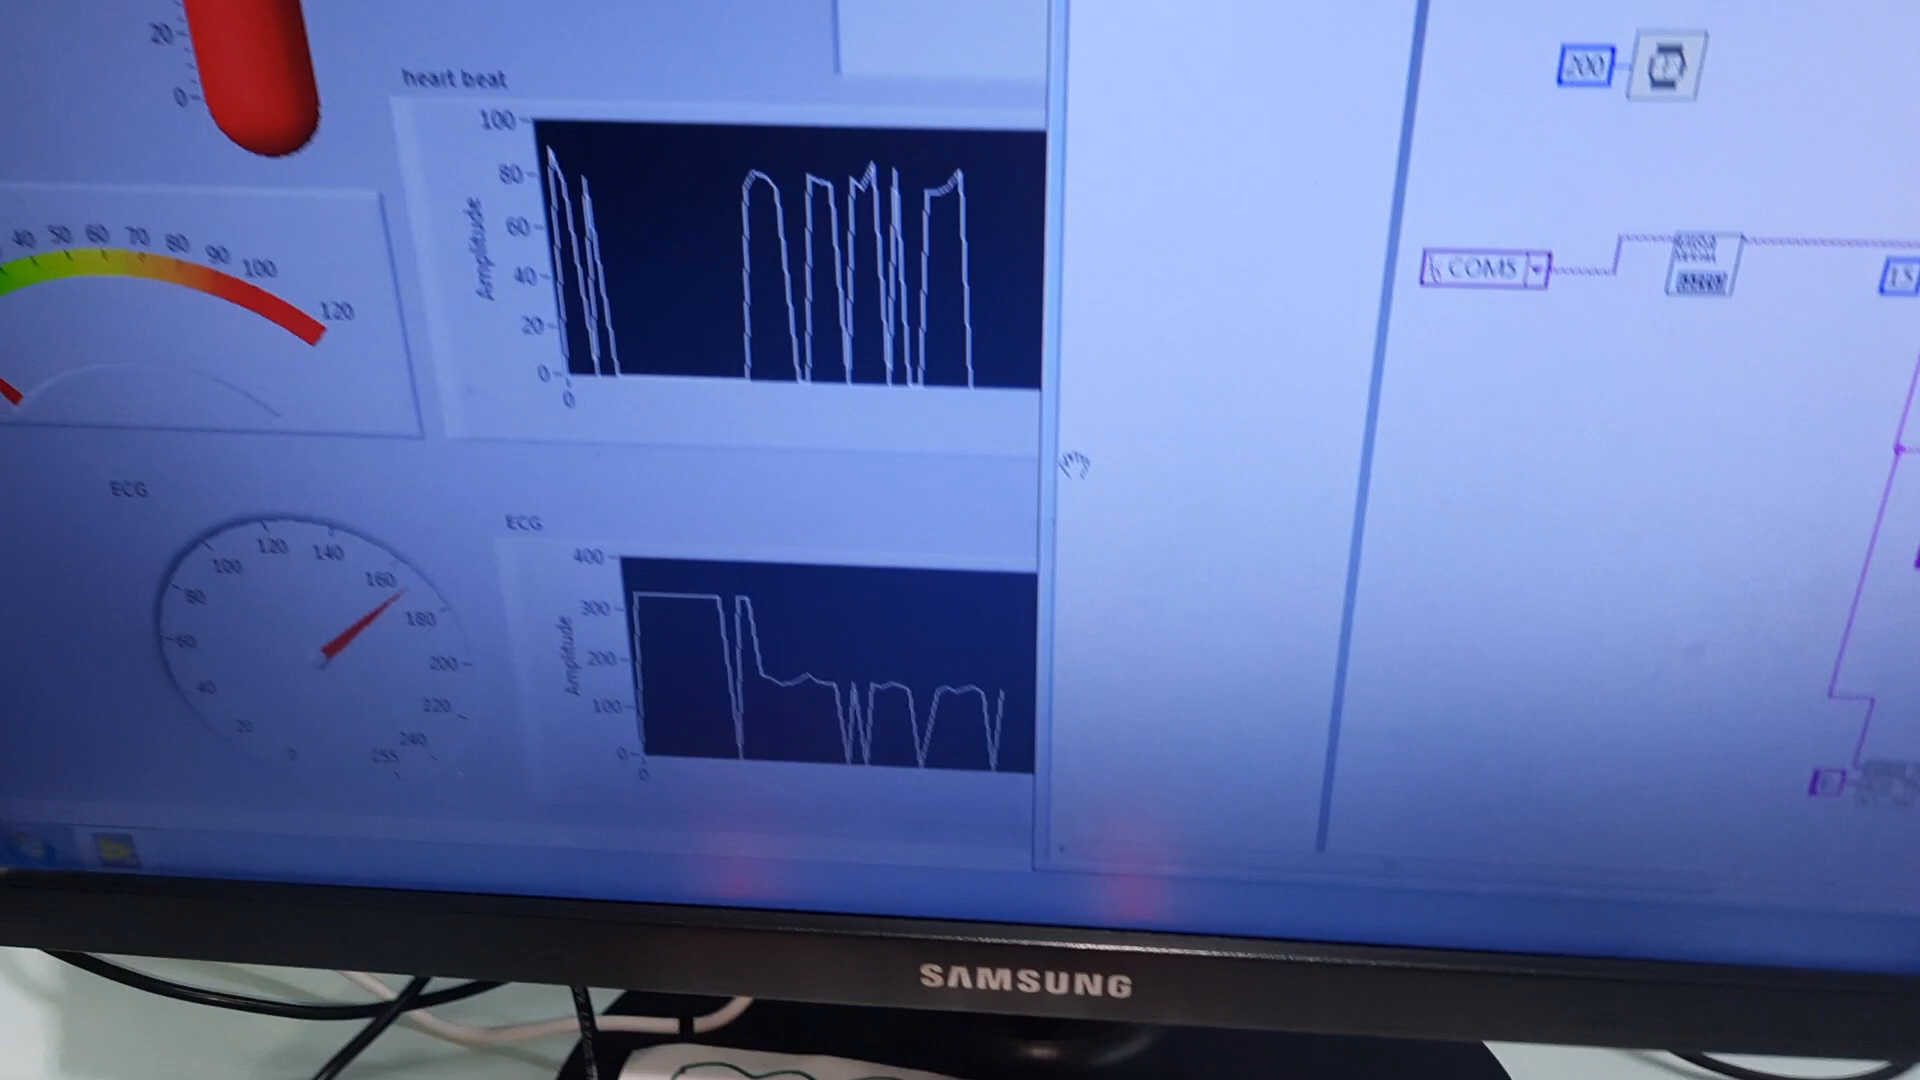 20
0
heart beat
100
80
60
40
20
0
Amplitude
0
200
COM5
15
40 50 60 70 80 90 100 120
ECG
0 20 40 60 80 100 120 140 160 180 200 220 240 255
ECG
400
300
200
100
0
Amplitude
0
SAMSUNG